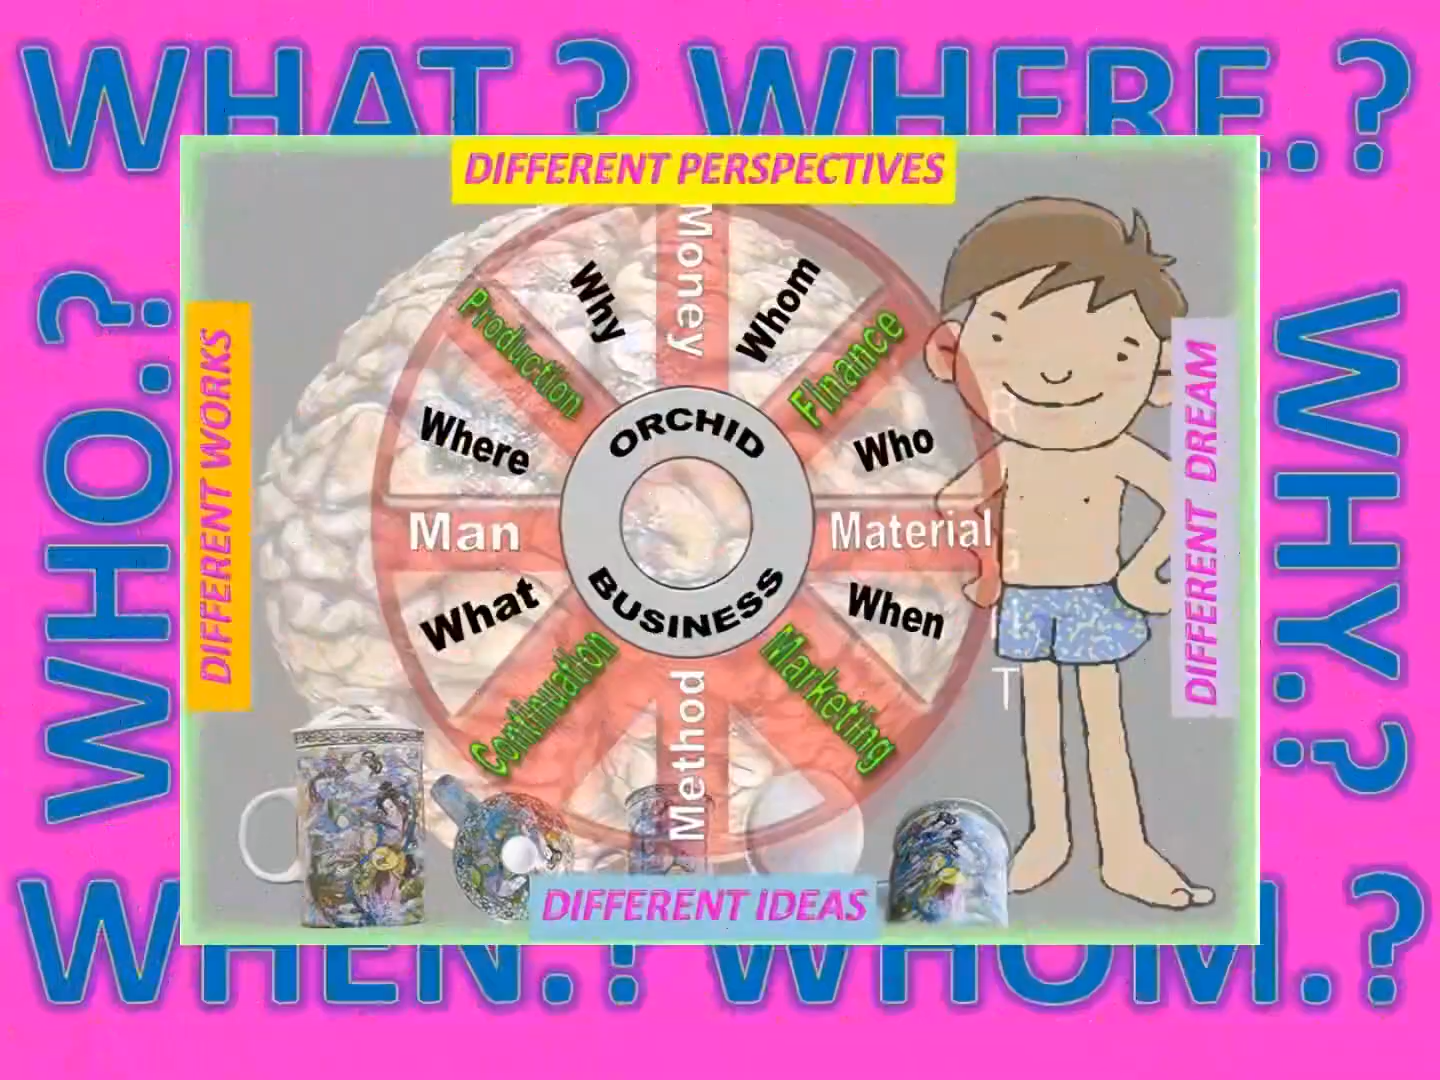 WHAT ? WHERE.?
DIFFERENT PERSPECTIVES
WHO.?
DIFFERENT WORKS
Money
Why
Whom
Production
Finance
Where
Who
ORCHID
BUSINESS
Man
Material
What
When
Continuation
Marketing
Method
R
G
T
DIFFERENT DREAM
WHY.?
DIFFERENT IDEAS
WHEN.? WHOM.?